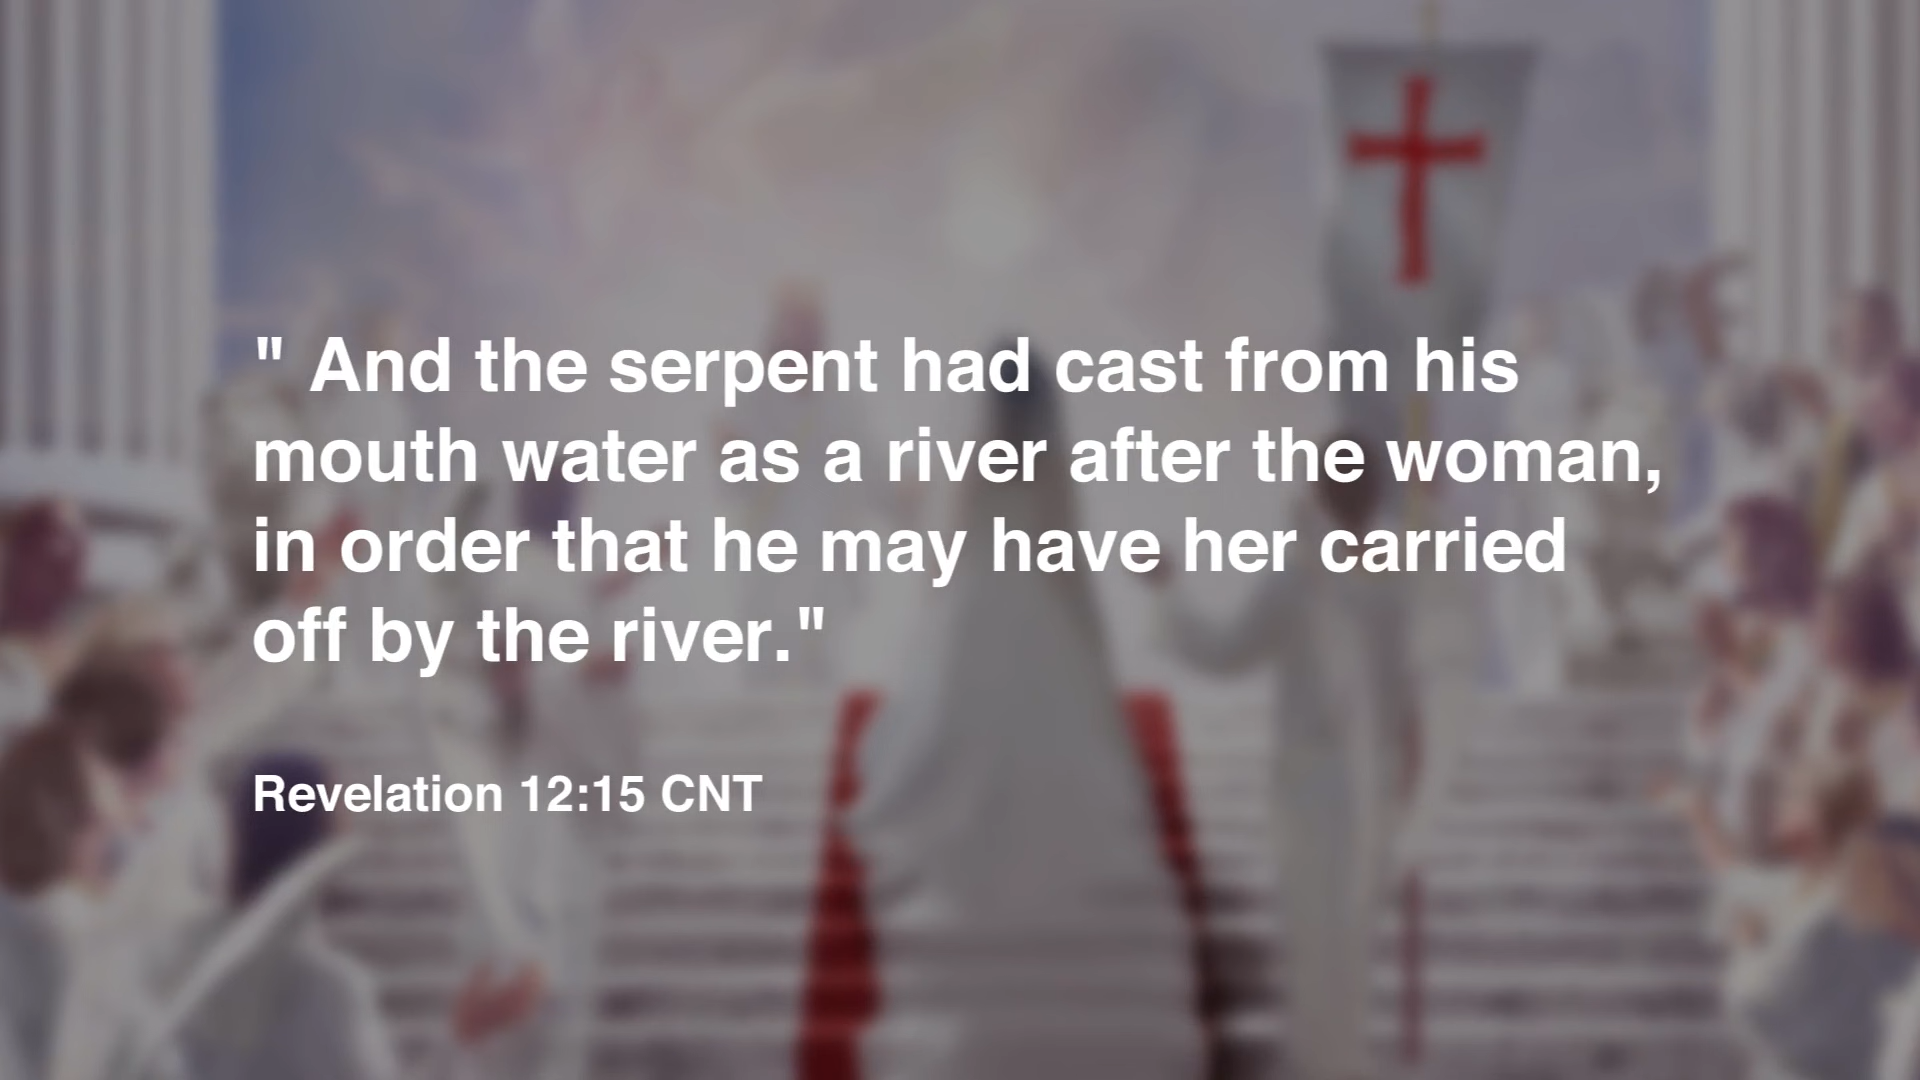 " And the serpent had cast from his
mouth water as a river after the woman,
in order that he may have her carried
off by the river."
Revelation 12:15 CNT